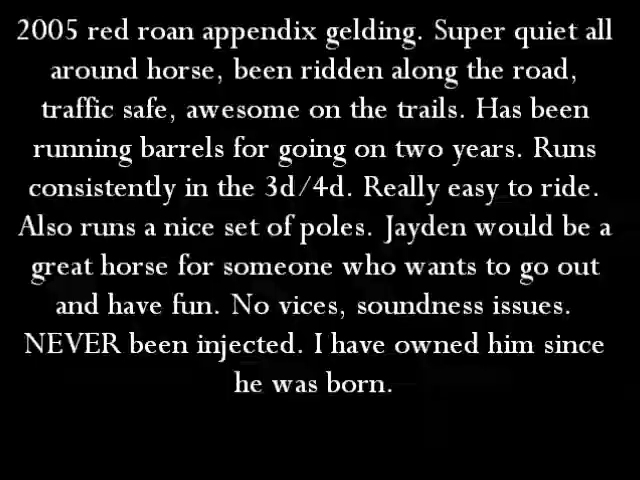 2005 red roan appendix gelding. Super quiet all
around horse, been ridden along the road,
traffic safe, awesome on the trails. Has been
running barrels for going on two years. Runs
consistently in the 3d/4d. Really easy to ride.
Also runs a nice set of poles. Jayden would be a
great horse for someone who wants to go out
and have fun. No vices, soundness issues.
NEVER been injected. I have owned him since
he was born.